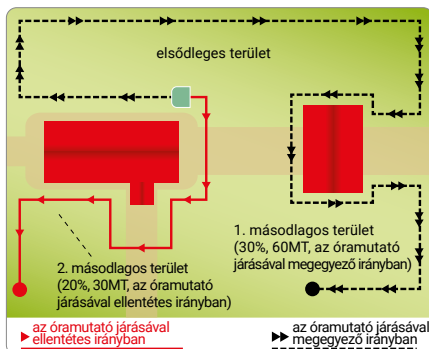 elsődleges terület
1. másodlagos terület
(30%, 60MT, az óramutató
járásával megegyező irányban)
2. másodlagos terület
(20%, 30MT, az óramutató
járásával ellentétes irányban)
az óramutató járásával
ellentétes irányban
az óramutató járásával
megegyező irányban